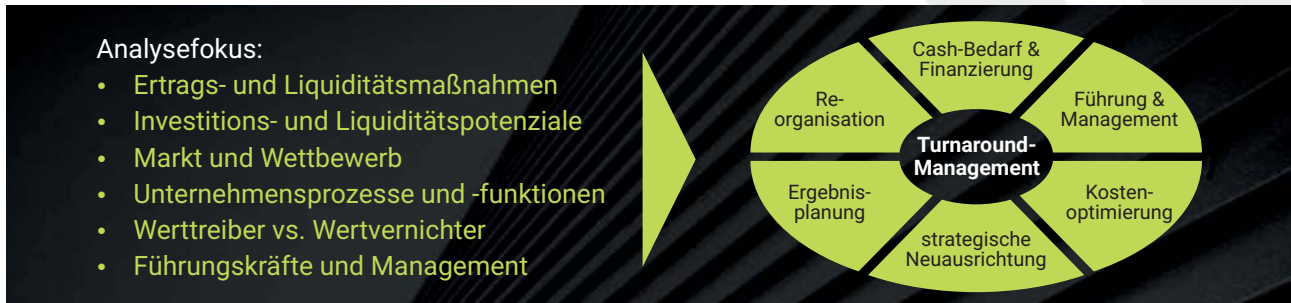 Analysefokus:
• Ertrags- und Liquiditätsmaßnahmen
• Investitions- und Liquiditätspotenziale
• Markt und Wettbewerb
• Unternehmensprozesse und -funktionen
• Werttreiber vs. Wertvernichter
• Führungskräfte und Management
Cash-Bedarf &
Finanzierung
Führung &
Management
Kosten-
optimierung
strategische
Neuausrichtung
Ergebnis-
planung
Re-
organisation
Turnaround-
Management